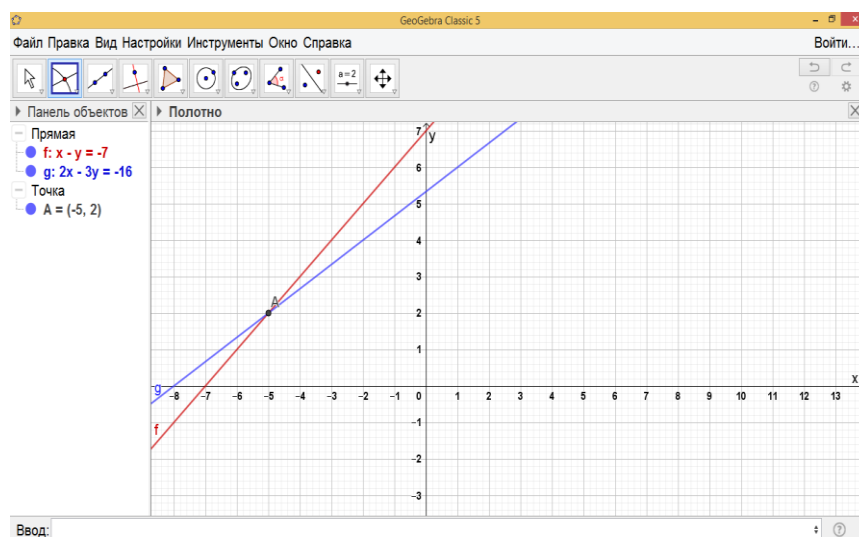 GeoGebra Classic 5
Файл Правка Вид Настройки Инструменты Окно Справка
Войти...
a=2
Панель объектов
Полотно
Прямая
f: x - y = -7
g: 2x - 3y = -16
Точка
A = (-5, 2)
7
y
6
5
4
3
A
2
1
x
g
-8 -7 -6 -5 -4 -3 -2 -1 0 1 2 3 4 5 6 7 8 9 10 11 12 13
f
-1
-2
-3
Ввод: